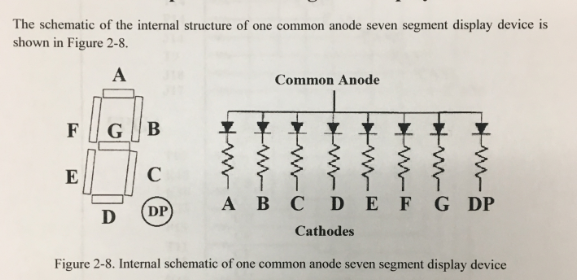 The schematic of the internal structure of one common anode seven segment display device is
shown in Figure 2-8.
A
Common Anode
F G B
E C
D DP
A B C D E F G DP
Cathodes
Figure 2-8. Internal schematic of one common anode seven segment display device